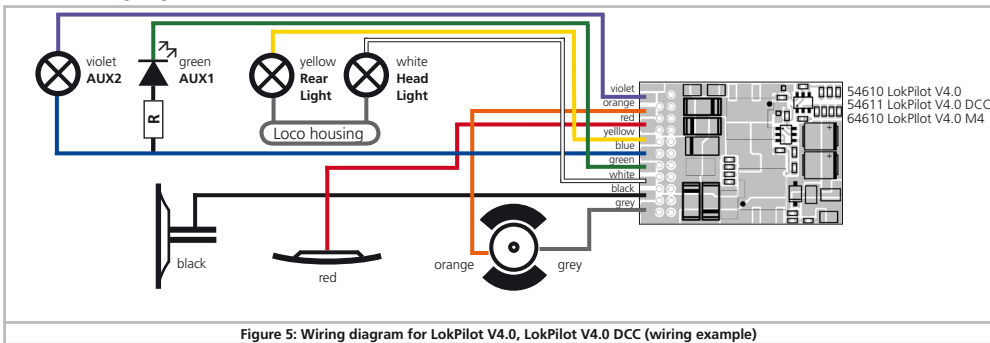 violet
AUX2
green
AUX1
yellow
Rear
Light
white
Head
Light
R
Loco housing
violet
orange
red
yelllow
blue
green
white
black
grey
54610 LokPilot V4.0
54611 LokPilot V4.0 DCC
64610 LokPIlot V4.0 M4
black
red
orange
grey
Figure 5: Wiring diagram for LokPilot V4.0, LokPilot V4.0 DCC (wiring example)